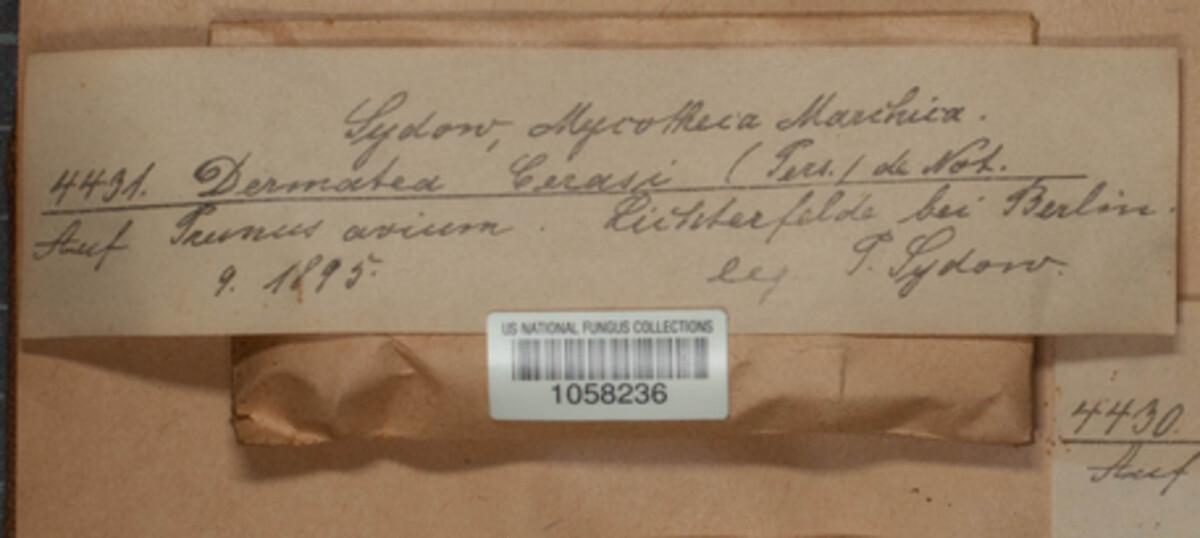 Sydow, Mycotheca Marchica.
4431. Dermatea Cerasi (Pers.) de Not.
Auf Prunus avium. Lichterfelde bei Berlin.
9. 1895. leg P. Sydow.
US NATIONAL FUNGUS COLLECTIONS
1058236
4430.
Auf